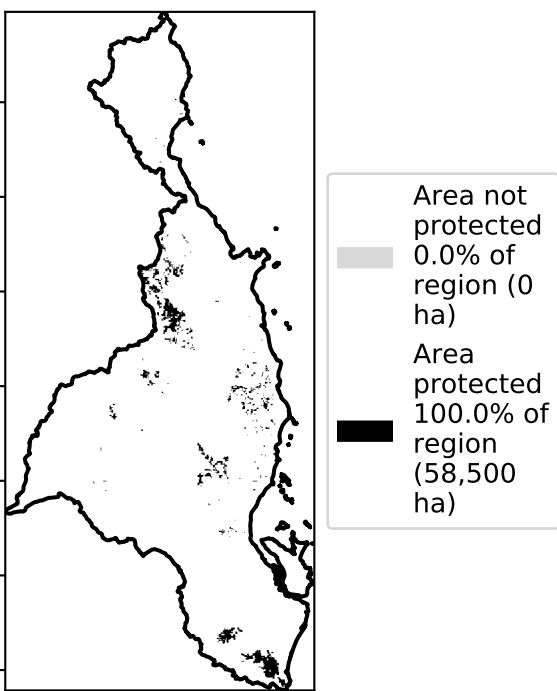 Area not
protected
0.0% of
region (0
ha)
Area
protected
100.0% of
region
(58,500
ha)